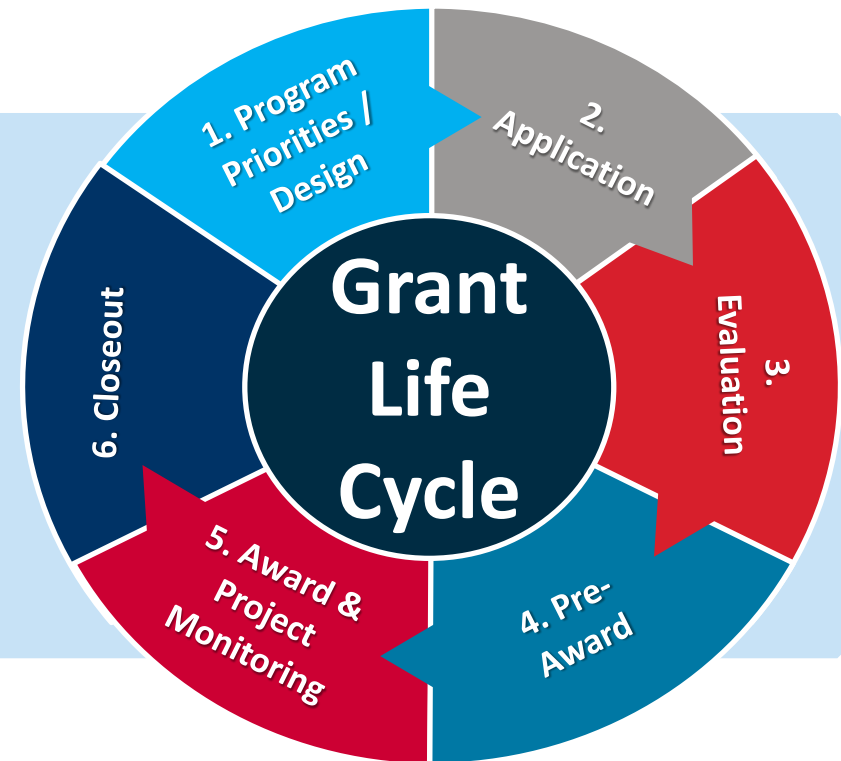 Grant
Life
Cycle
1. Program
Priorities /
Design
2.
Application
3.
Evaluation
4. Pre-
Award
5. Award &
Project
Monitoring
6. Closeout